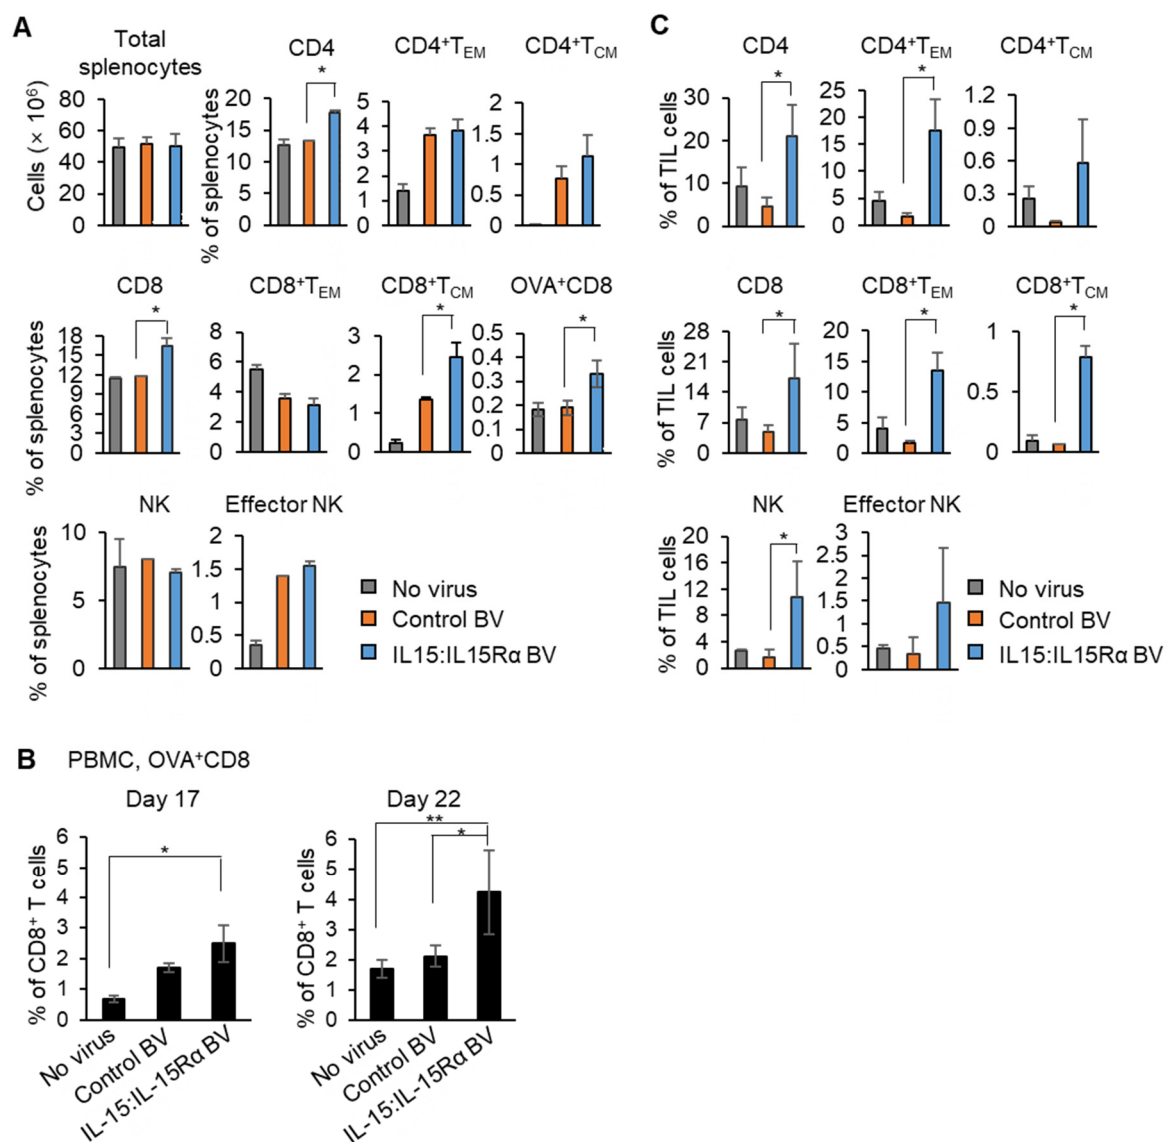 A
Total
splenocytes
CD4
CD4⁺T_EM
CD4⁺T_CM
Cells (× 10⁶)
80
60
40
20
0
*
% of splenocytes
20
15
10
5
0
5
4
3
2
1
0
2
1.5
1
0.5
0
CD8
CD8⁺T_EM
CD8⁺T_CM
OVA⁺CD8
% of splenocytes
*
18
15
12
9
6
3
0
8
6
4
2
0
*
3
2
1
0
*
0.5
0.4
0.3
0.2
0.1
0
NK
Effector NK
% of splenocytes
10
5
0
2
1.5
1
0.5
0
No virus
Control BV
IL15:IL15Rα BV
C
CD4
CD4⁺T_EM
CD4⁺T_CM
% of TIL cells
*
30
20
10
0
*
25
20
15
10
5
0
1.2
0.9
0.6
0.3
0
CD8
CD8⁺T_EM
CD8⁺T_CM
% of TIL cells
*
28
21
14
7
0
*
20
15
10
5
0
*
1
0.5
0
NK
Effector NK
% of TIL cells
*
20
16
12
8
4
0
3
2.5
2
1.5
1
0.5
0
No virus
Control BV
IL15:IL15Rα BV
B
PBMC, OVA⁺CD8
Day 17
% of CD8⁺ T cells
*
6
5
4
3
2
1
0
No virus
Control BV
IL-15:IL-15Rα BV
Day 22
% of CD8⁺ T cells
**
*
6
5
4
3
2
1
0
No virus
Control BV
IL-15:IL-15Rα BV